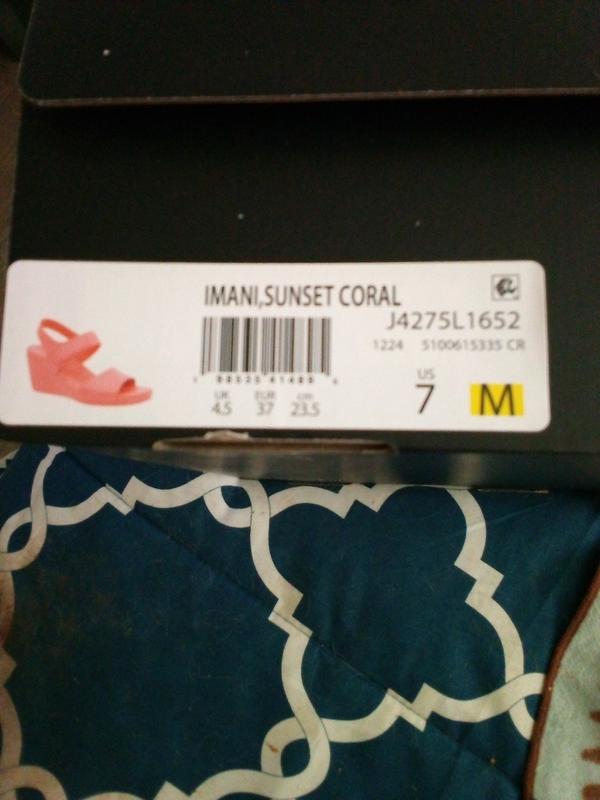 IMANI,SUNSET CORAL
J4275L1652
1224 5100615335 CR
US
7 M
UK EUR cm
4.5 37 23.5